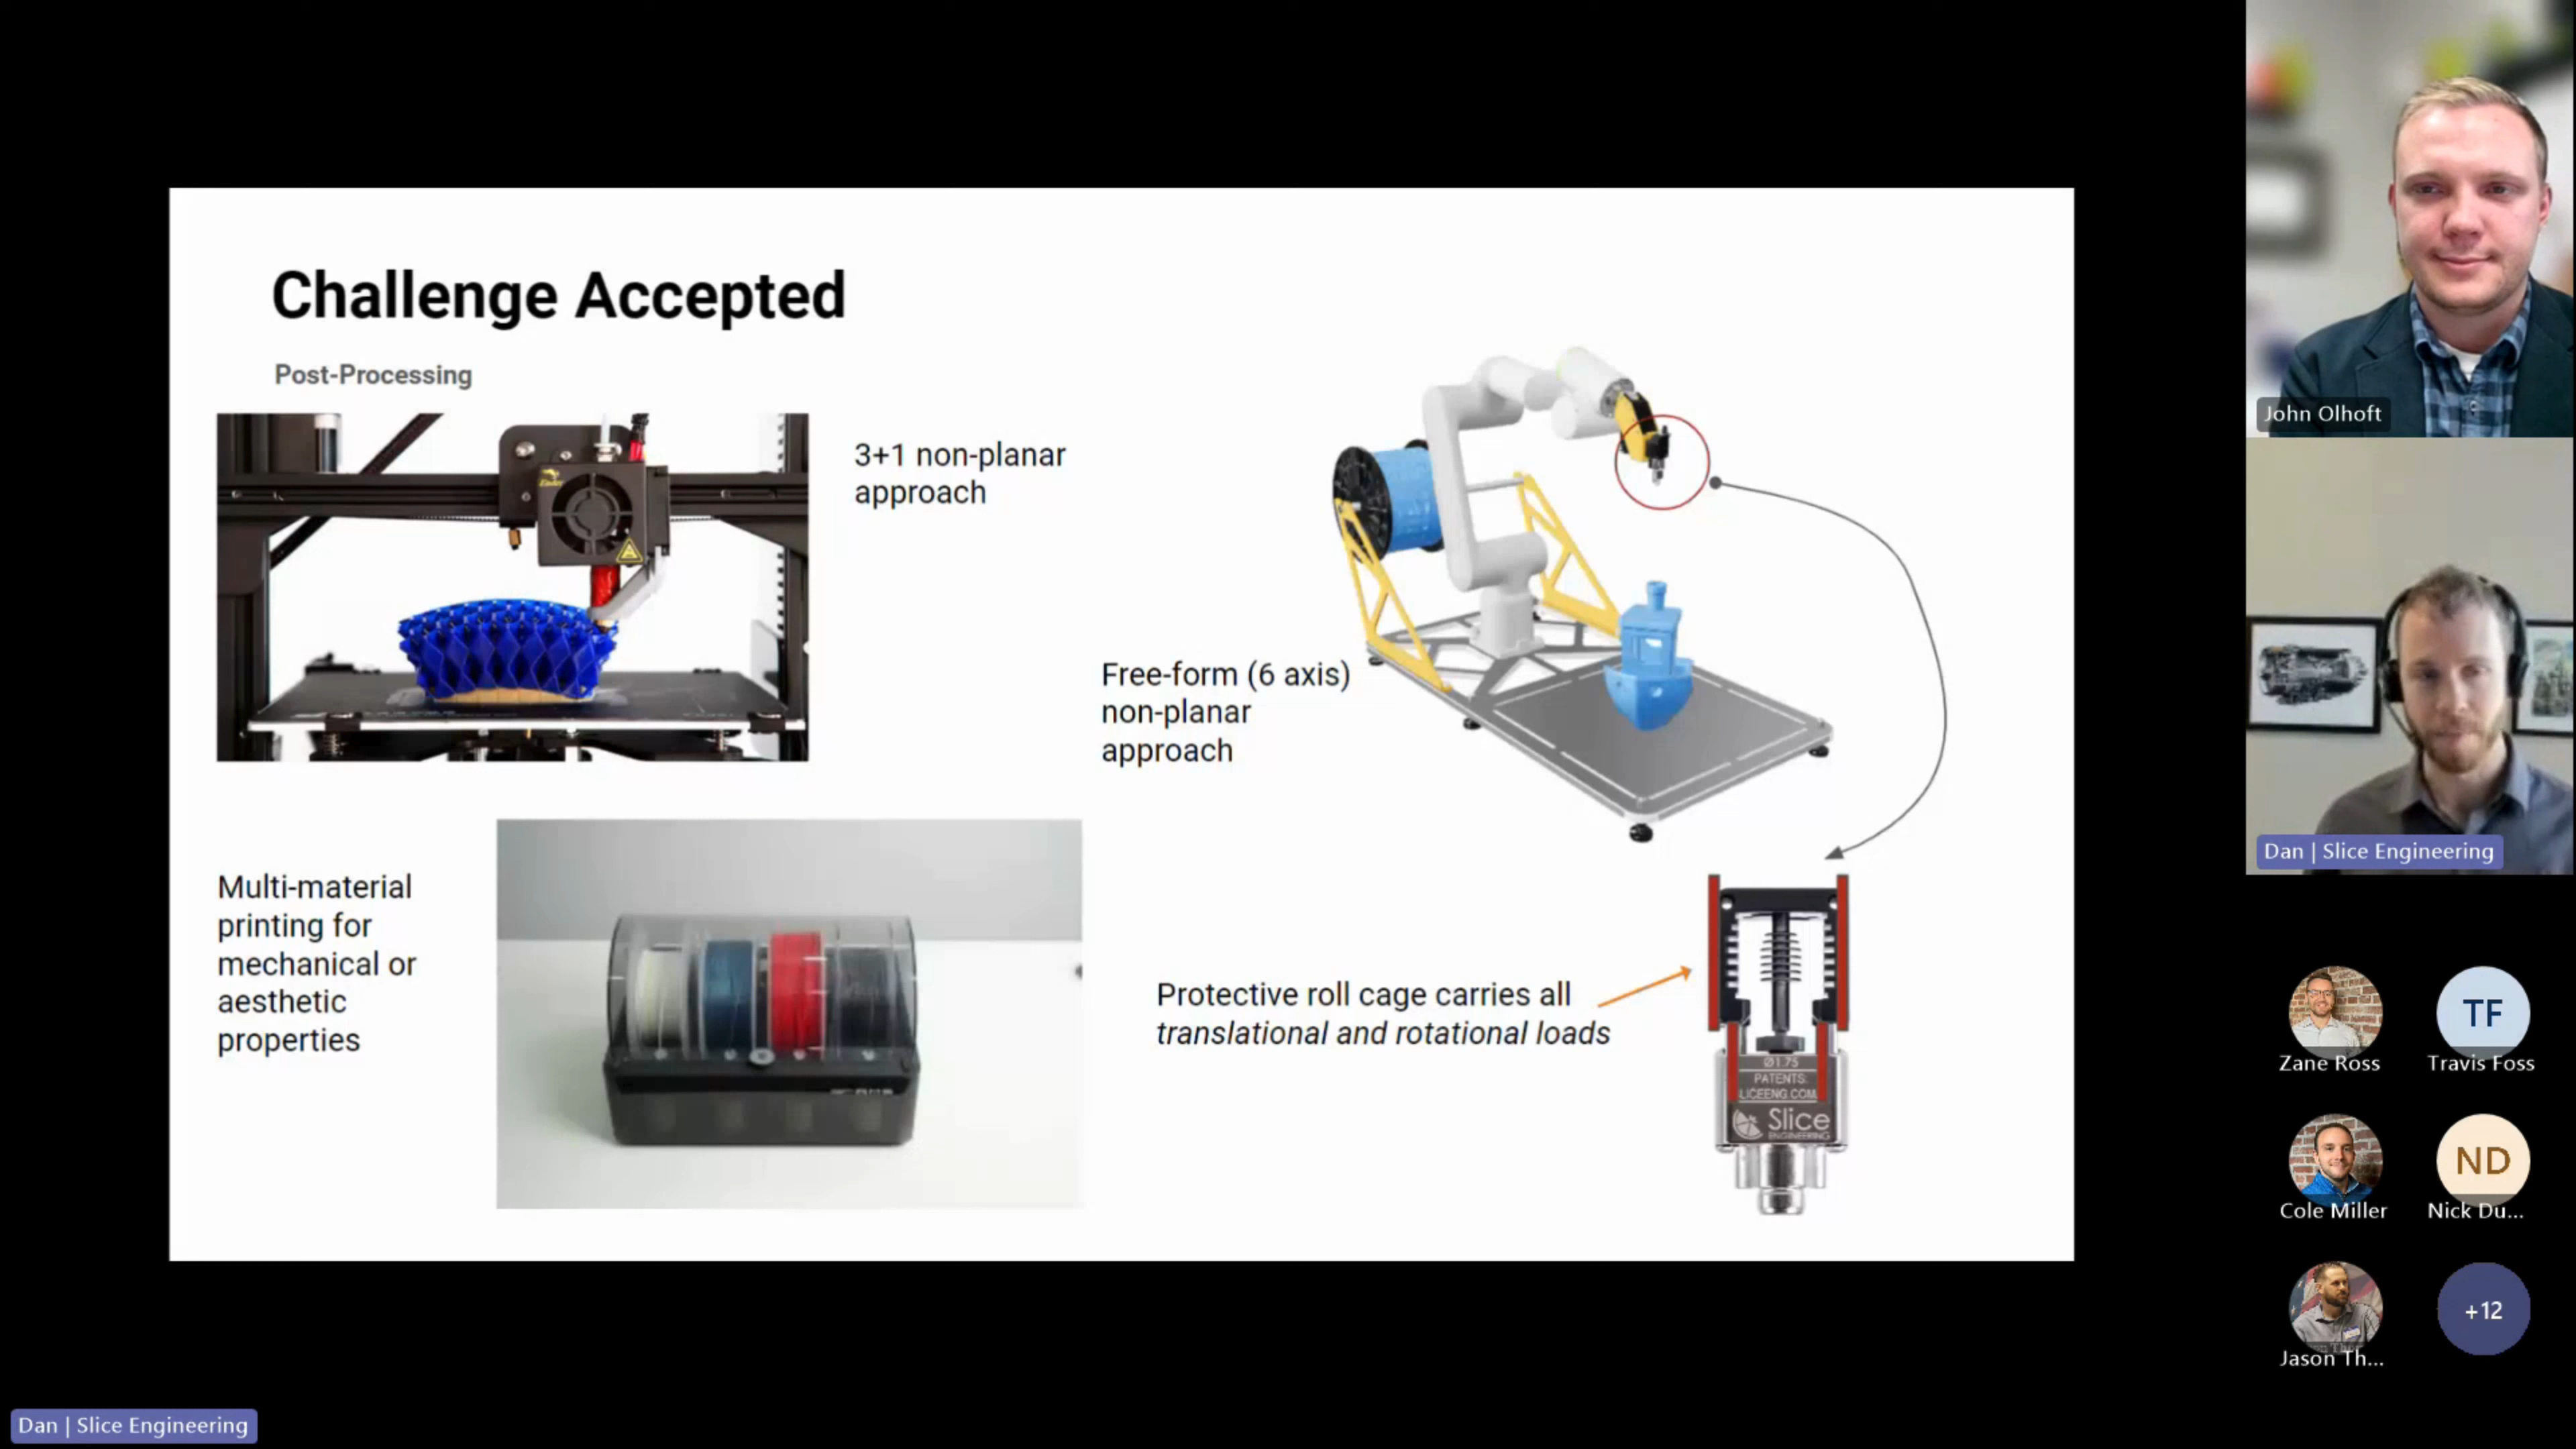 Challenge Accepted
Post-Processing
3+1 non-planar
approach
Free-form (6 axis)
non-planar
approach
Multi-material
printing for
mechanical or
aesthetic
properties
Protective roll cage carries all
translational and rotational loads
Ø1.75
PATENTS:
LICEENG.COM
Slice
ENGINEERING
John Olhoft
Dan | Slice Engineering
Zane Ross
TF
Travis Foss
Cole Miller
ND
Nick Du...
Jason Th...
+12
Dan | Slice Engineering